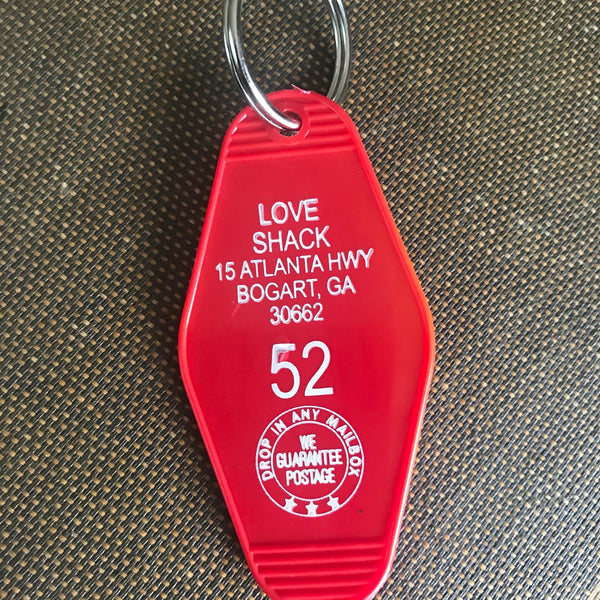 LOVE
SHACK
15 ATLANTA HWY
BOGART, GA
30662
52
DROP IN ANY MAILBOX
WE
GUARANTEE
POSTAGE